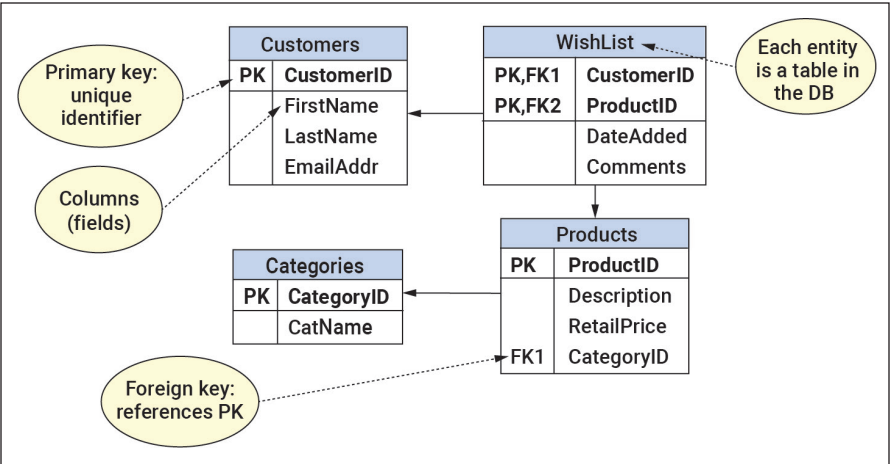 Customers
PK CustomerID
FirstName
LastName
EmailAddr
WishList
PK,FK1 CustomerID
PK,FK2 ProductID
DateAdded
Comments
Each entity
is a table in
the DB
Primary key:
unique
identifier
Columns
(fields)
Categories
PK CategoryID
CatName
Products
PK ProductID
Description
RetailPrice
FK1 CategoryID
Foreign key:
references PK